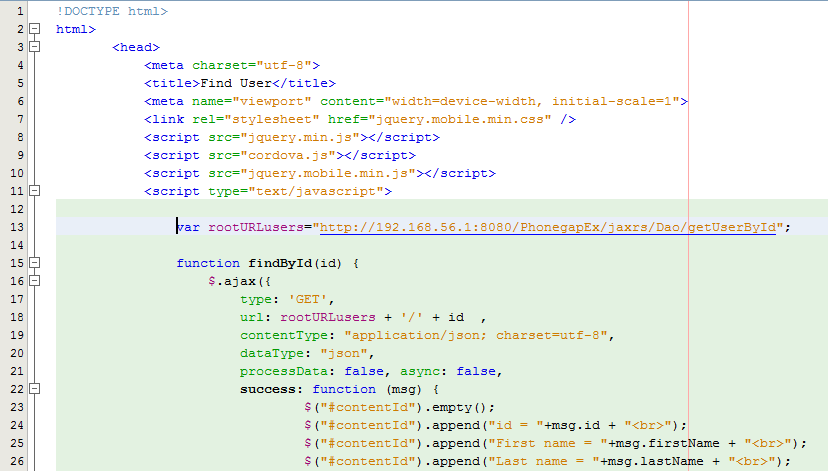 1 !DOCTYPE html>
2 html>
3 <head>
4 <meta charset="utf-8">
5 <title>Find User</title>
6 <meta name="viewport" content="width=device-width, initial-scale=1">
7 <link rel="stylesheet" href="jquery.mobile.min.css" />
8 <script src="jquery.min.js"></script>
9 <script src="cordova.js"></script>
10 <script src="jquery.mobile.min.js"></script>
11 <script type="text/javascript">
12
13 var rootURLusers="http://192.168.56.1:8080/PhonegapEx/jaxrs/Dao/getUserById";
14
15 function findById(id) {
16 $.ajax({
17 type: 'GET',
18 url: rootURLusers + '/' + id  ,
19 contentType: "application/json; charset=utf-8",
20 dataType: "json",
21 processData: false, async: false,
22 success: function (msg) {
23 $("#contentId").empty();
24 $("#contentId").append("id = "+msg.id + "<br>");
25 $("#contentId").append("First name = "+msg.firstName + "<br>");
26 $("#contentId").append("Last name = "+msg.lastName + "<br>");